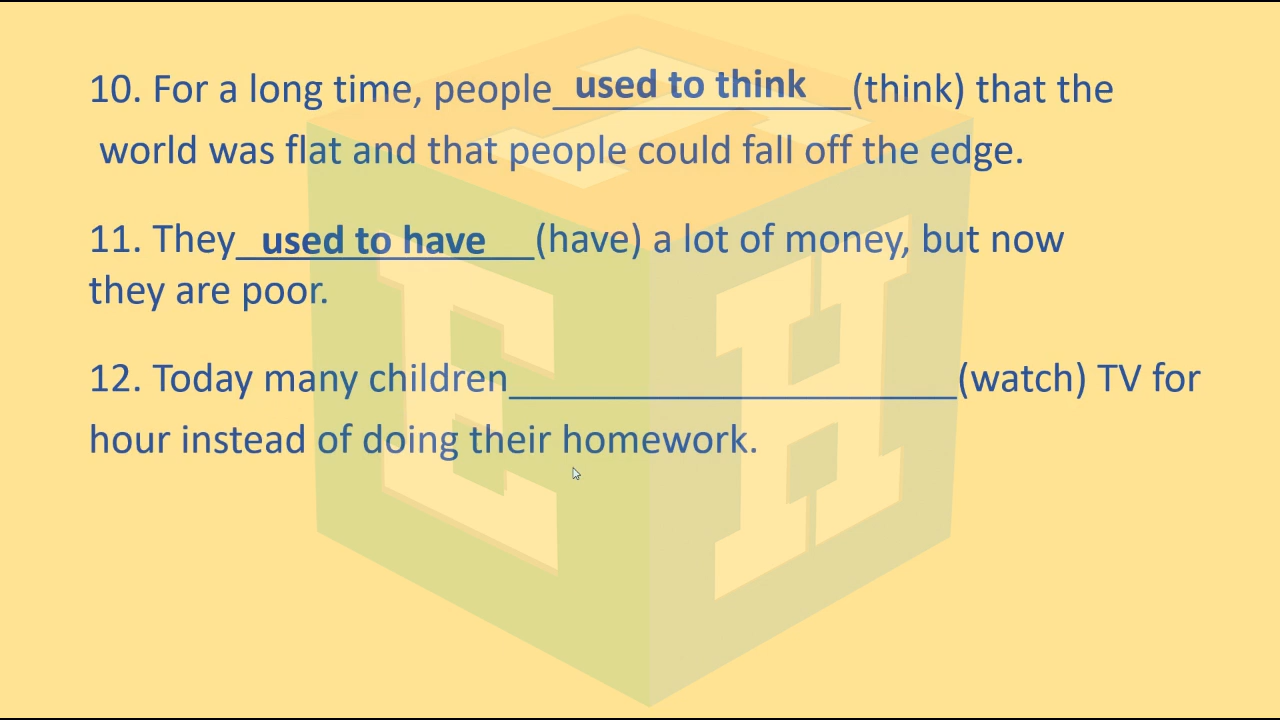 10. For a long time, people used to think (think) that the
world was flat and that people could fall off the edge.
11. They used to have (have) a lot of money, but now
they are poor.
12. Today many children____________________(watch) TV for
hour instead of doing their homework.
E H